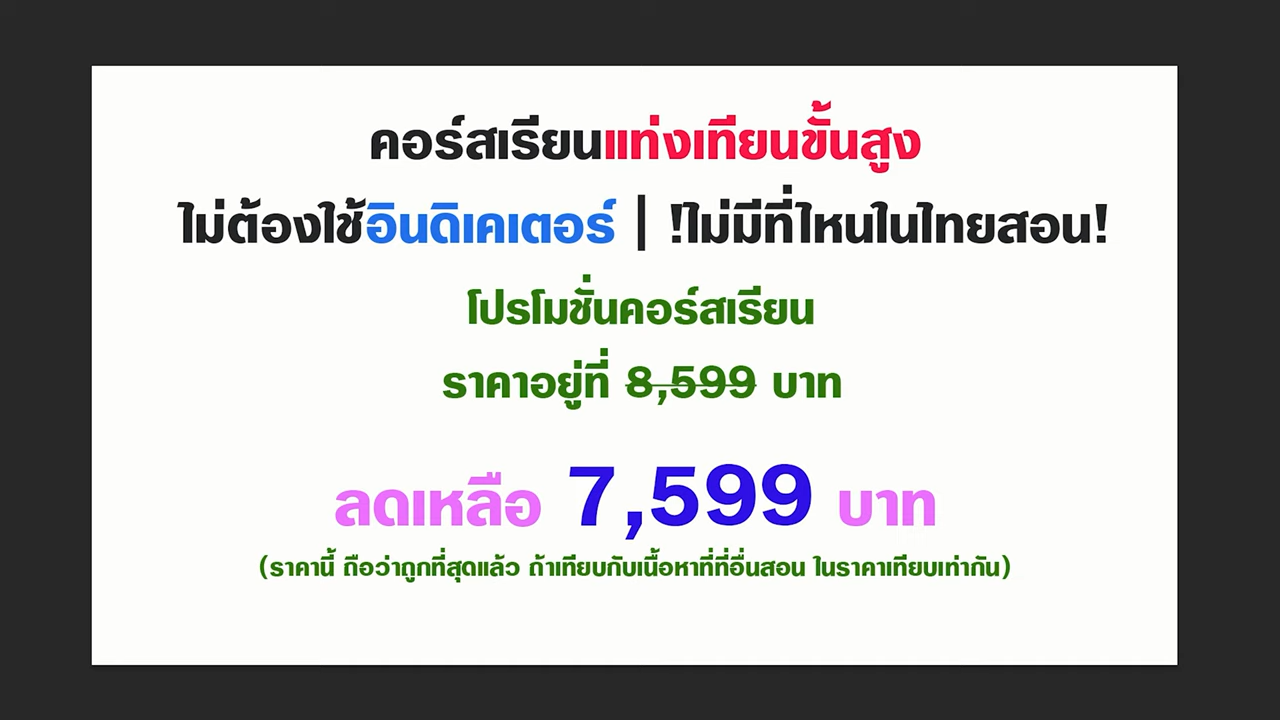 คอร์สเรียนแท่งเทียนขั้นสูง
ไม่ต้องใช้อินดิเคเตอร์ | !ไม่มีที่ไหนในไทยสอน!
โปรโมชั่นคอร์สเรียน
ราคาอยู่ที่ 8,599 บาท
ลดเหลือ 7,599 บาท
(ราคานี้ ถือว่าถูกที่สุดแล้ว ถ้าเทียบกับเนื้อหาที่ที่อื่นสอน ในราคาเทียบเท่ากัน)